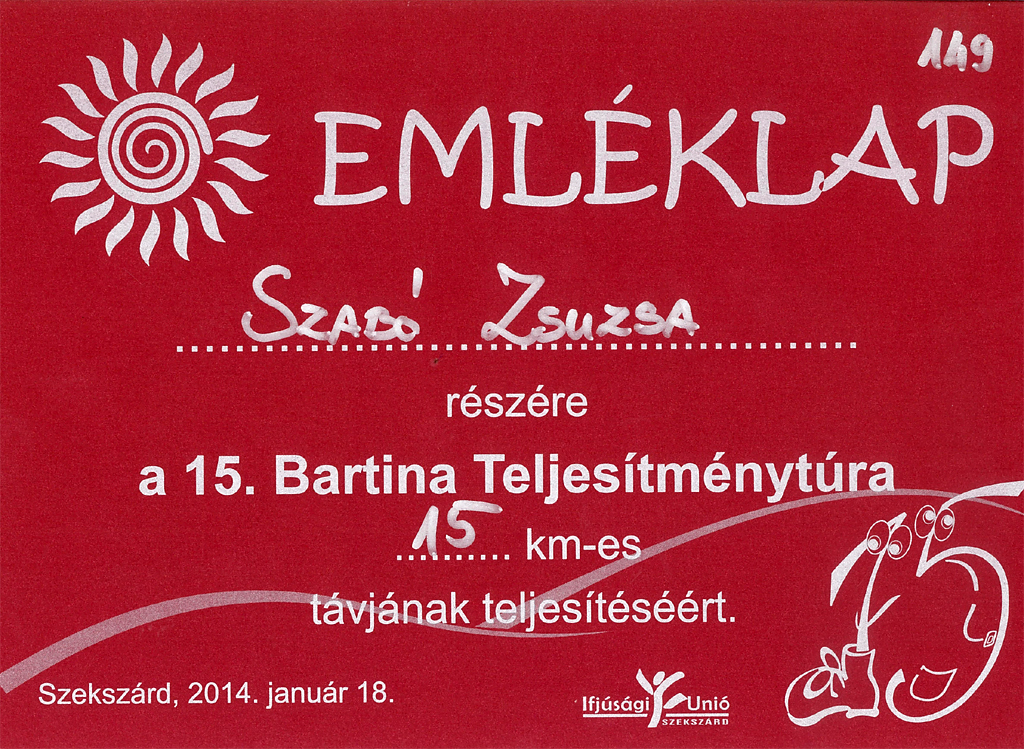 149
EMLÉKLAP
SZABÓ ZSUZSA
részére
a 15. Bartina Teljesítménytúra
15 km-es
távjának teljesítéséért.
15
Szekszárd, 2014. január 18.
Ifjúsági Unió
SZEKSZÁRD